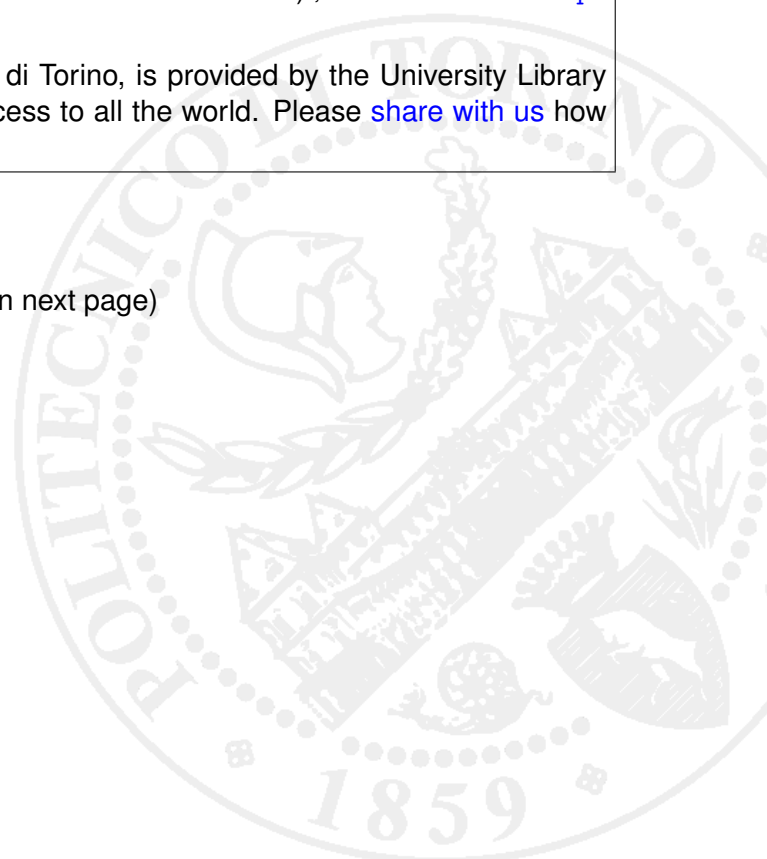 di Torino, is provided by the University Library
cess to all the world. Please share with us how
n next page)
POLITECNICO DI TORINO
1859